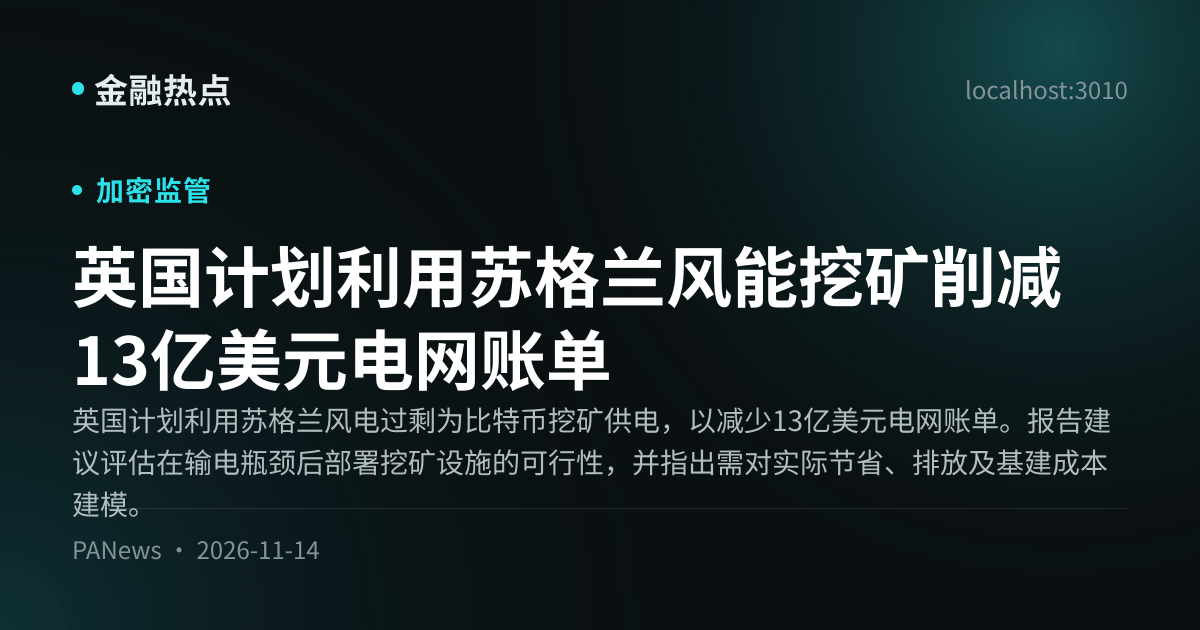 金融热点
localhost:3010
加密监管
英国计划利用苏格兰风能挖矿削减
13亿美元电网账单
英国计划利用苏格兰风电过剩为比特币挖矿供电，以减少13亿美元电网账单。报告建
议评估在输电瓶颈后部署挖矿设施的可行性，并指出需对实际节省、排放及基建成本
建模。
PANews · 2026-11-14